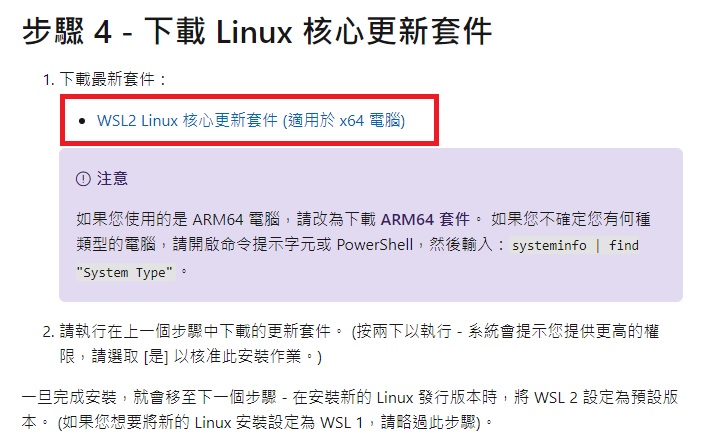 步驟 4 - 下載 Linux 核心更新套件
1. 下載最新套件：
• WSL2 Linux 核心更新套件 (適用於 x64 電腦)
注意
如果您使用的是 ARM64 電腦，請改為下載 ARM64 套件。 如果您不確定您有何種
類型的電腦，請開啟命令提示字元或 PowerShell，然後輸入：systeminfo | find
"System Type"。
2. 請執行在上一個步驟中下載的更新套件。 (按兩下以執行 - 系統會提示您提供更高的權
限，請選取 [是] 以核准此安裝作業。)
一旦完成安裝，就會移至下一個步驟 - 在安裝新的 Linux 發行版本時，將 WSL 2 設定為預設版
本。 (如果您想要將新的 Linux 安裝設定為 WSL 1，請略過此步驟)。